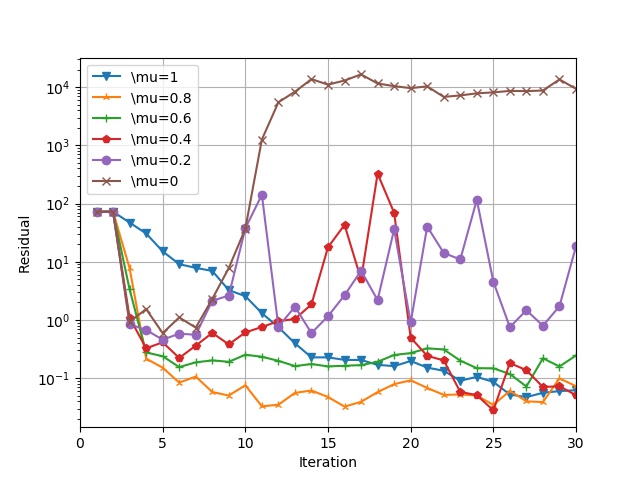 \mu=1
\mu=0.8
\mu=0.6
\mu=0.4
\mu=0.2
\mu=0
10⁴
10³
10²
10¹
10⁰
10⁻¹
Residual
0 5 10 15 20 25 30
Iteration